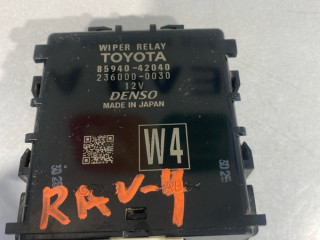 WIPER RELAY
TOYOTA
85940-42040
236000-0030
12V
DENSO
MADE IN JAPAN
W4
RAV-4